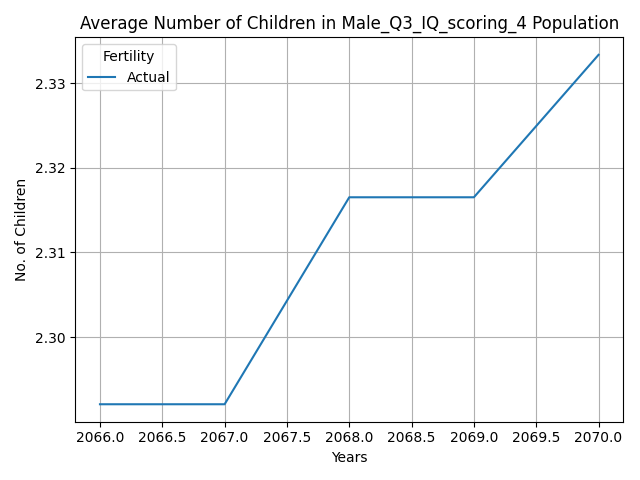 Average Number of Children in Male_Q3_IQ_scoring_4 Population
Fertility
Actual
2.33
2.32
2.31
2.30
No. of Children
2066.0 2066.5 2067.0 2067.5 2068.0 2068.5 2069.0 2069.5 2070.0
Years